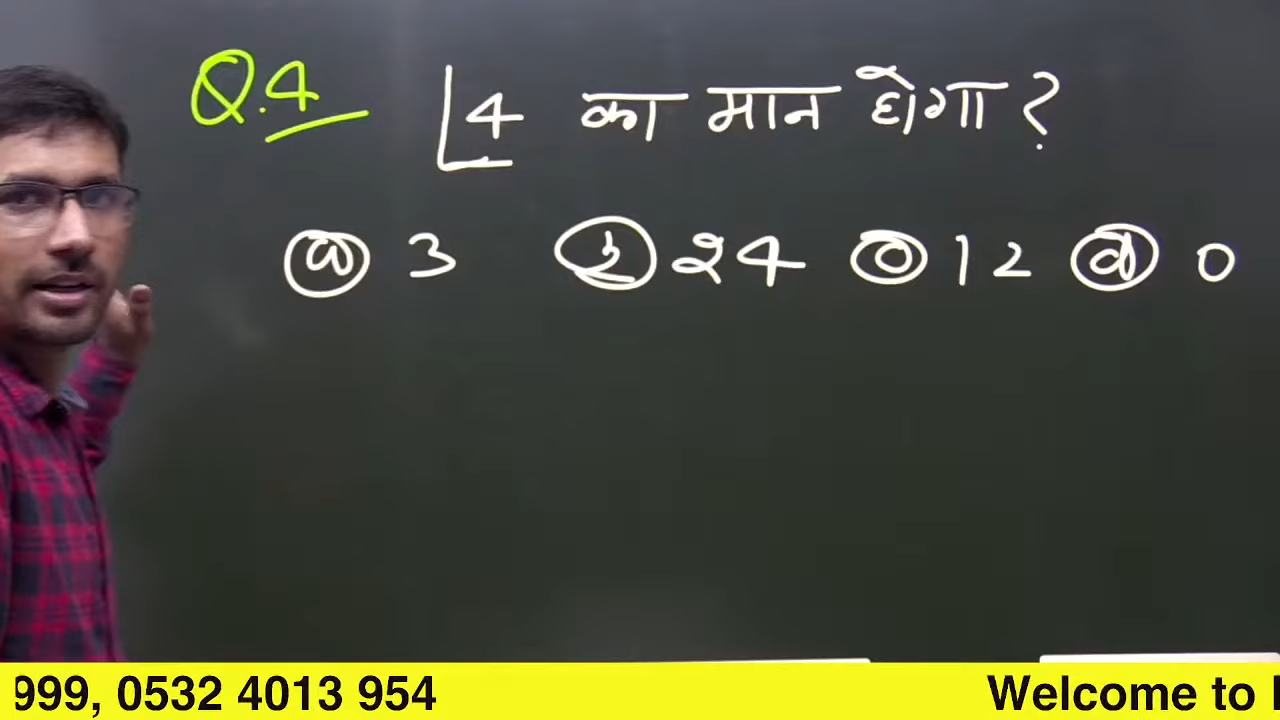 Q.4 |4 का मान होगा ?
(a) 3 (b) 24 (c) 12 (d) 0
999, 0532 4013 954 Welcome to